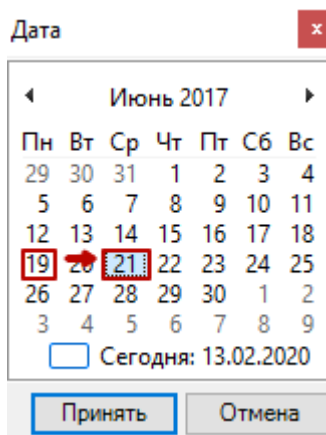 Дата
x
Июнь 2017
Пн Вт Ср Чт Пт Сб Вс
29 30 31 1 2 3 4
5 6 7 8 9 10 11
12 13 14 15 16 17 18
19 20 21 22 23 24 25
26 27 28 29 30 1 2
3 4 5 6 7 8 9
Сегодня: 13.02.2020
Принять Отмена